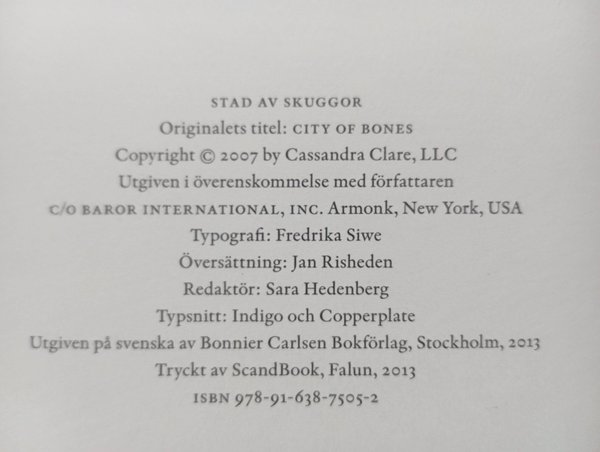 STAD AV SKUGGOR
Originalets titel: CITY OF BONES
Copyright © 2007 by Cassandra Clare, LLC
Utgiven i överenskommelse med författaren
C/O BAROR INTERNATIONAL, INC. Armonk, New York, USA
Typografi: Fredrika Siwe
Översättning: Jan Risheden
Redaktör: Sara Hedenberg
Typsnitt: Indigo och Copperplate
Utgiven på svenska av Bonnier Carlsen Bokförlag, Stockholm, 2013
Tryckt av ScandBook, Falun, 2013
ISBN 978-91-638-7505-2